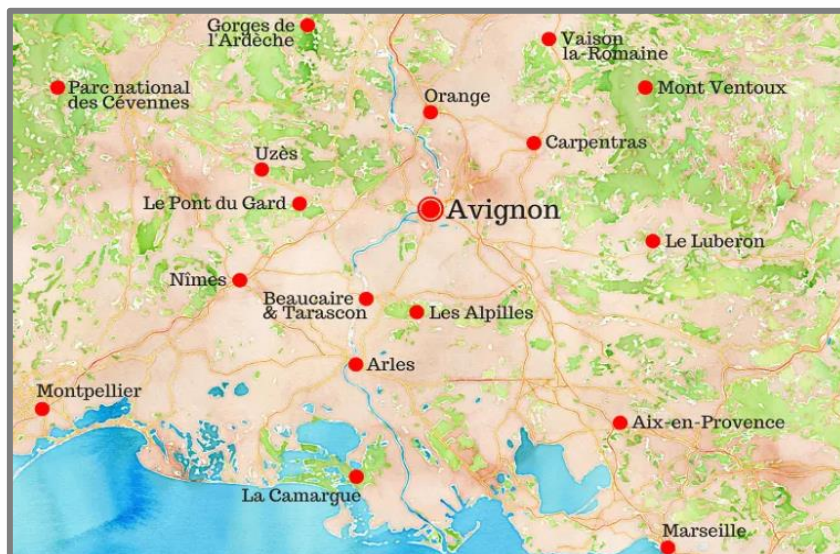 Gorges de
l'Ardèche
Vaison
la-Romaine
Parc national
des Cévennes
Mont Ventoux
Orange
Carpentras
Uzès
Le Pont du Gard
Avignon
Le Luberon
Nîmes
Beaucaire
& Tarascon
Les Alpilles
Arles
Montpellier
Aix-en-Provence
La Camargue
Marseille